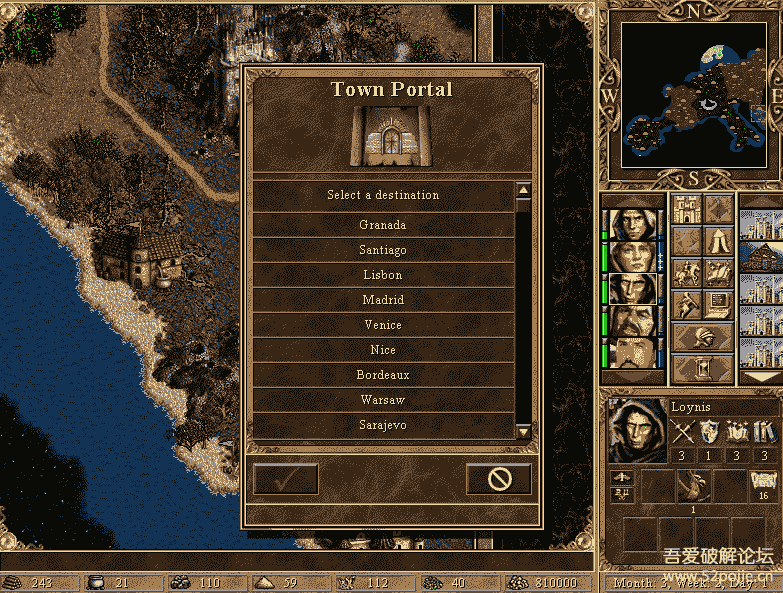 Town Portal
Select a destination
Granada
Santiago
Lisbon
Madrid
Venice
Nice
Bordeaux
Warsaw
Sarajevo
N
W
E
S
Loynis
3 1 3 3
16
1
吾爱破解论坛
www.52pojie.cn
243 21 110 59 112 40 810000
Month: 3, Week: 2, Day: 1